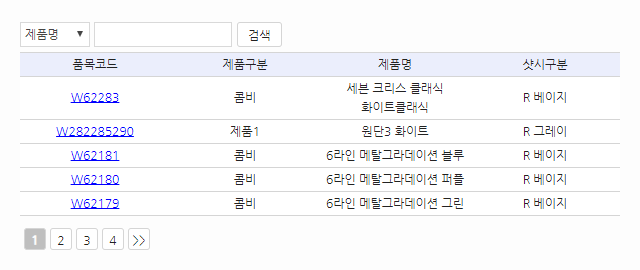 제품명 ▼ 검색
품목코드 제품구분 제품명 샷시구분
W62283 콤비 세븐 크리스 클래식 R 베이지
화이트클래식
W282285290 제품1 원단3 화이트 R 그레이
W62181 콤비 6라인 메탈그라데이션 블루 R 베이지
W62180 콤비 6라인 메탈그라데이션 퍼플 R 베이지
W62179 콤비 6라인 메탈그라데이션 그린 R 베이지
1 2 3 4 >>